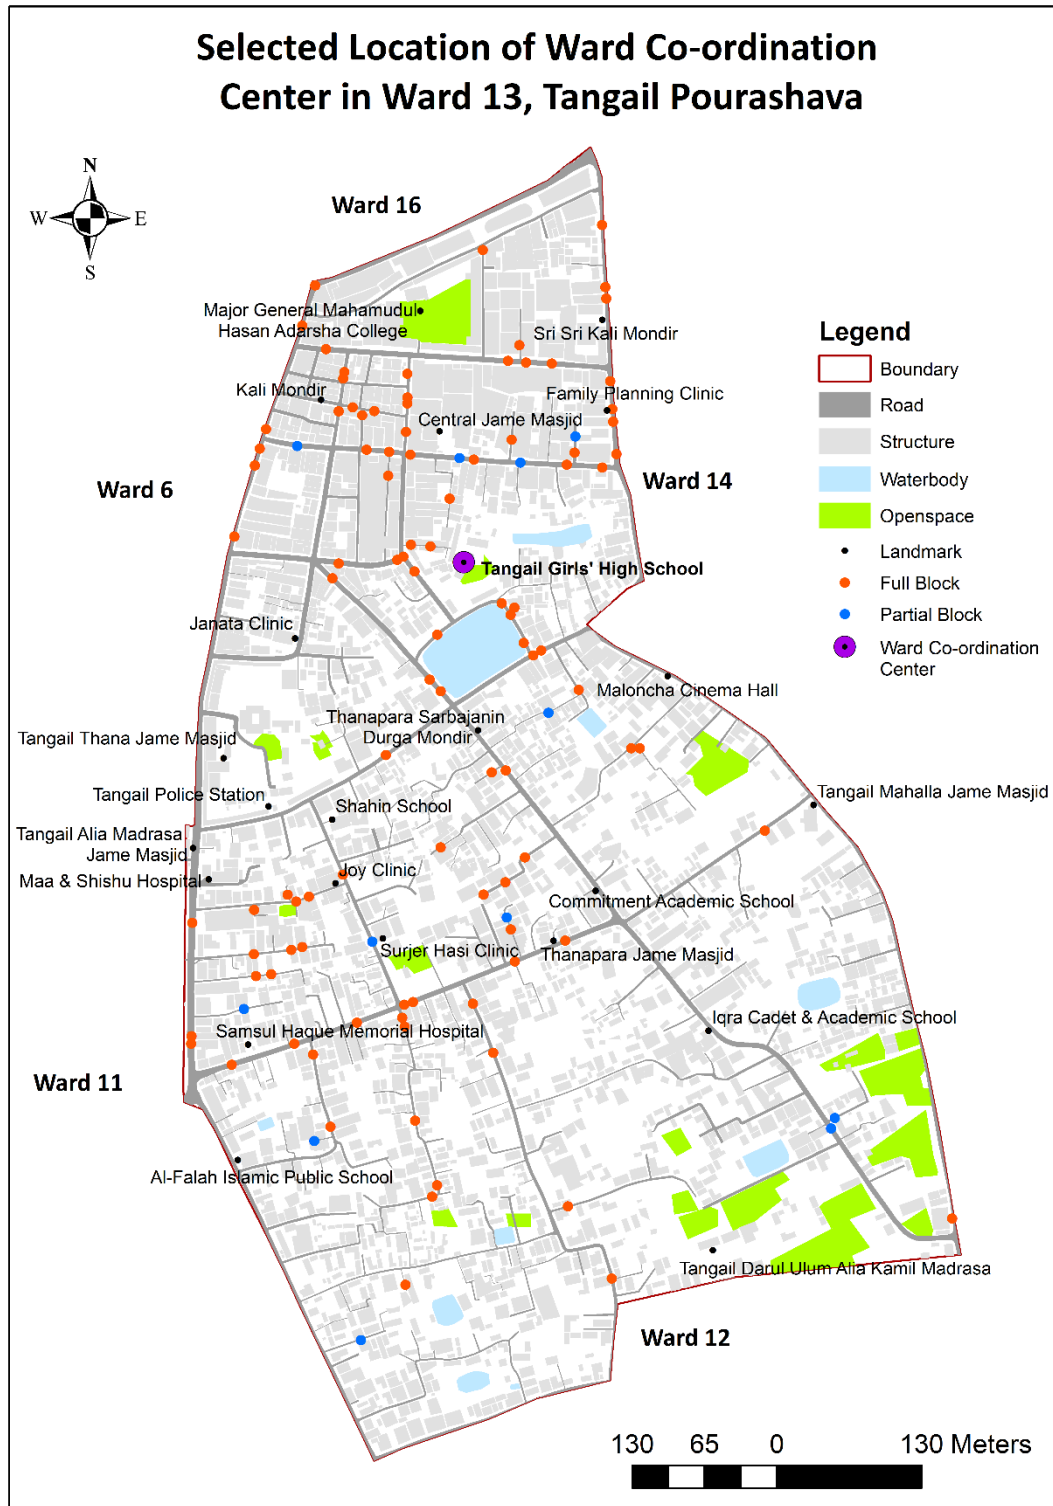 Selected Location of Ward Co-ordination
Center in Ward 13, Tangail Pourashava
N
W
E
S
Ward 16
Major General Mahamudul
Hasan Adarsha College
Sri Sri Kali Mondir
Kali Mondir
Family Planning Clinic
Central Jame Masjid
Ward 6
Ward 14
Tangail Girls' High School
Janata Clinic
Maloncha Cinema Hall
Thanapara Sarbajanin
Durga Mondir
Tangail Thana Jame Masjid
Tangail Police Station
Shahin School
Tangail Mahalla Jame Masjid
Tangail Alia Madrasa
Jame Masjid
Maa & Shishu Hospital
Joy Clinic
Commitment Academic School
Surjer Hasi Clinic
Thanapara Jame Masjid
Iqra Cadet & Academic School
Samsul Haque Memorial Hospital
Ward 11
Al-Falah Islamic Public School
Tangail Darul Ulum Alia Kamil Madrasa
Ward 12
Legend
Boundary
Road
Structure
Waterbody
Openspace
Landmark
Full Block
Partial Block
Ward Co-ordination
Center
130 65 0 130 Meters